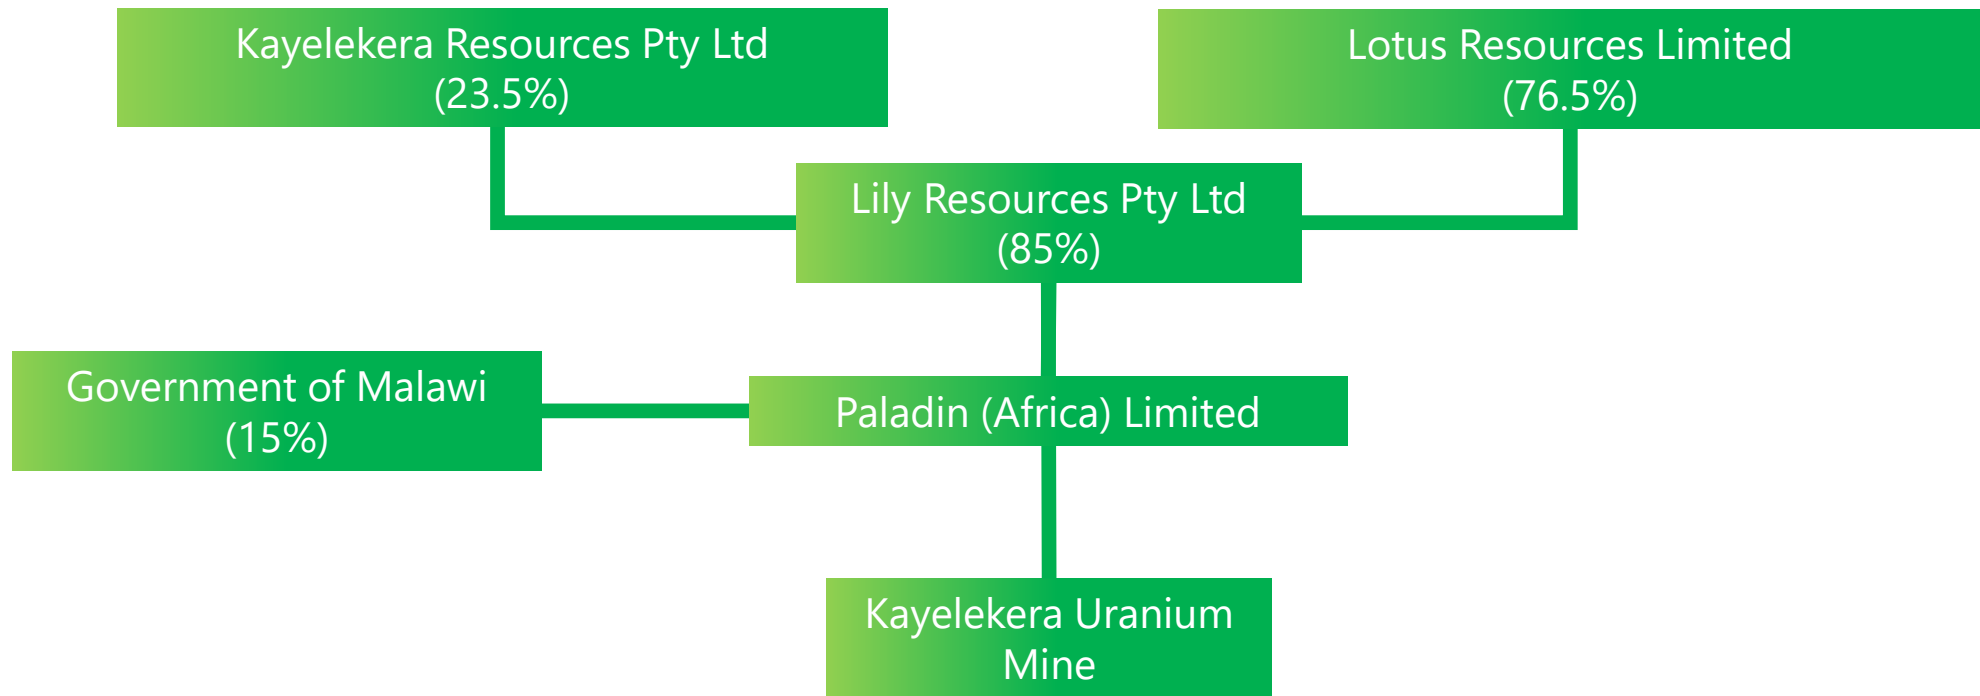 Kayelekera Resources Pty Ltd
(23.5%)
Lotus Resources Limited
(76.5%)
Lily Resources Pty Ltd
(85%)
Government of Malawi
(15%)
Paladin (Africa) Limited
Kayelekera Uranium
Mine